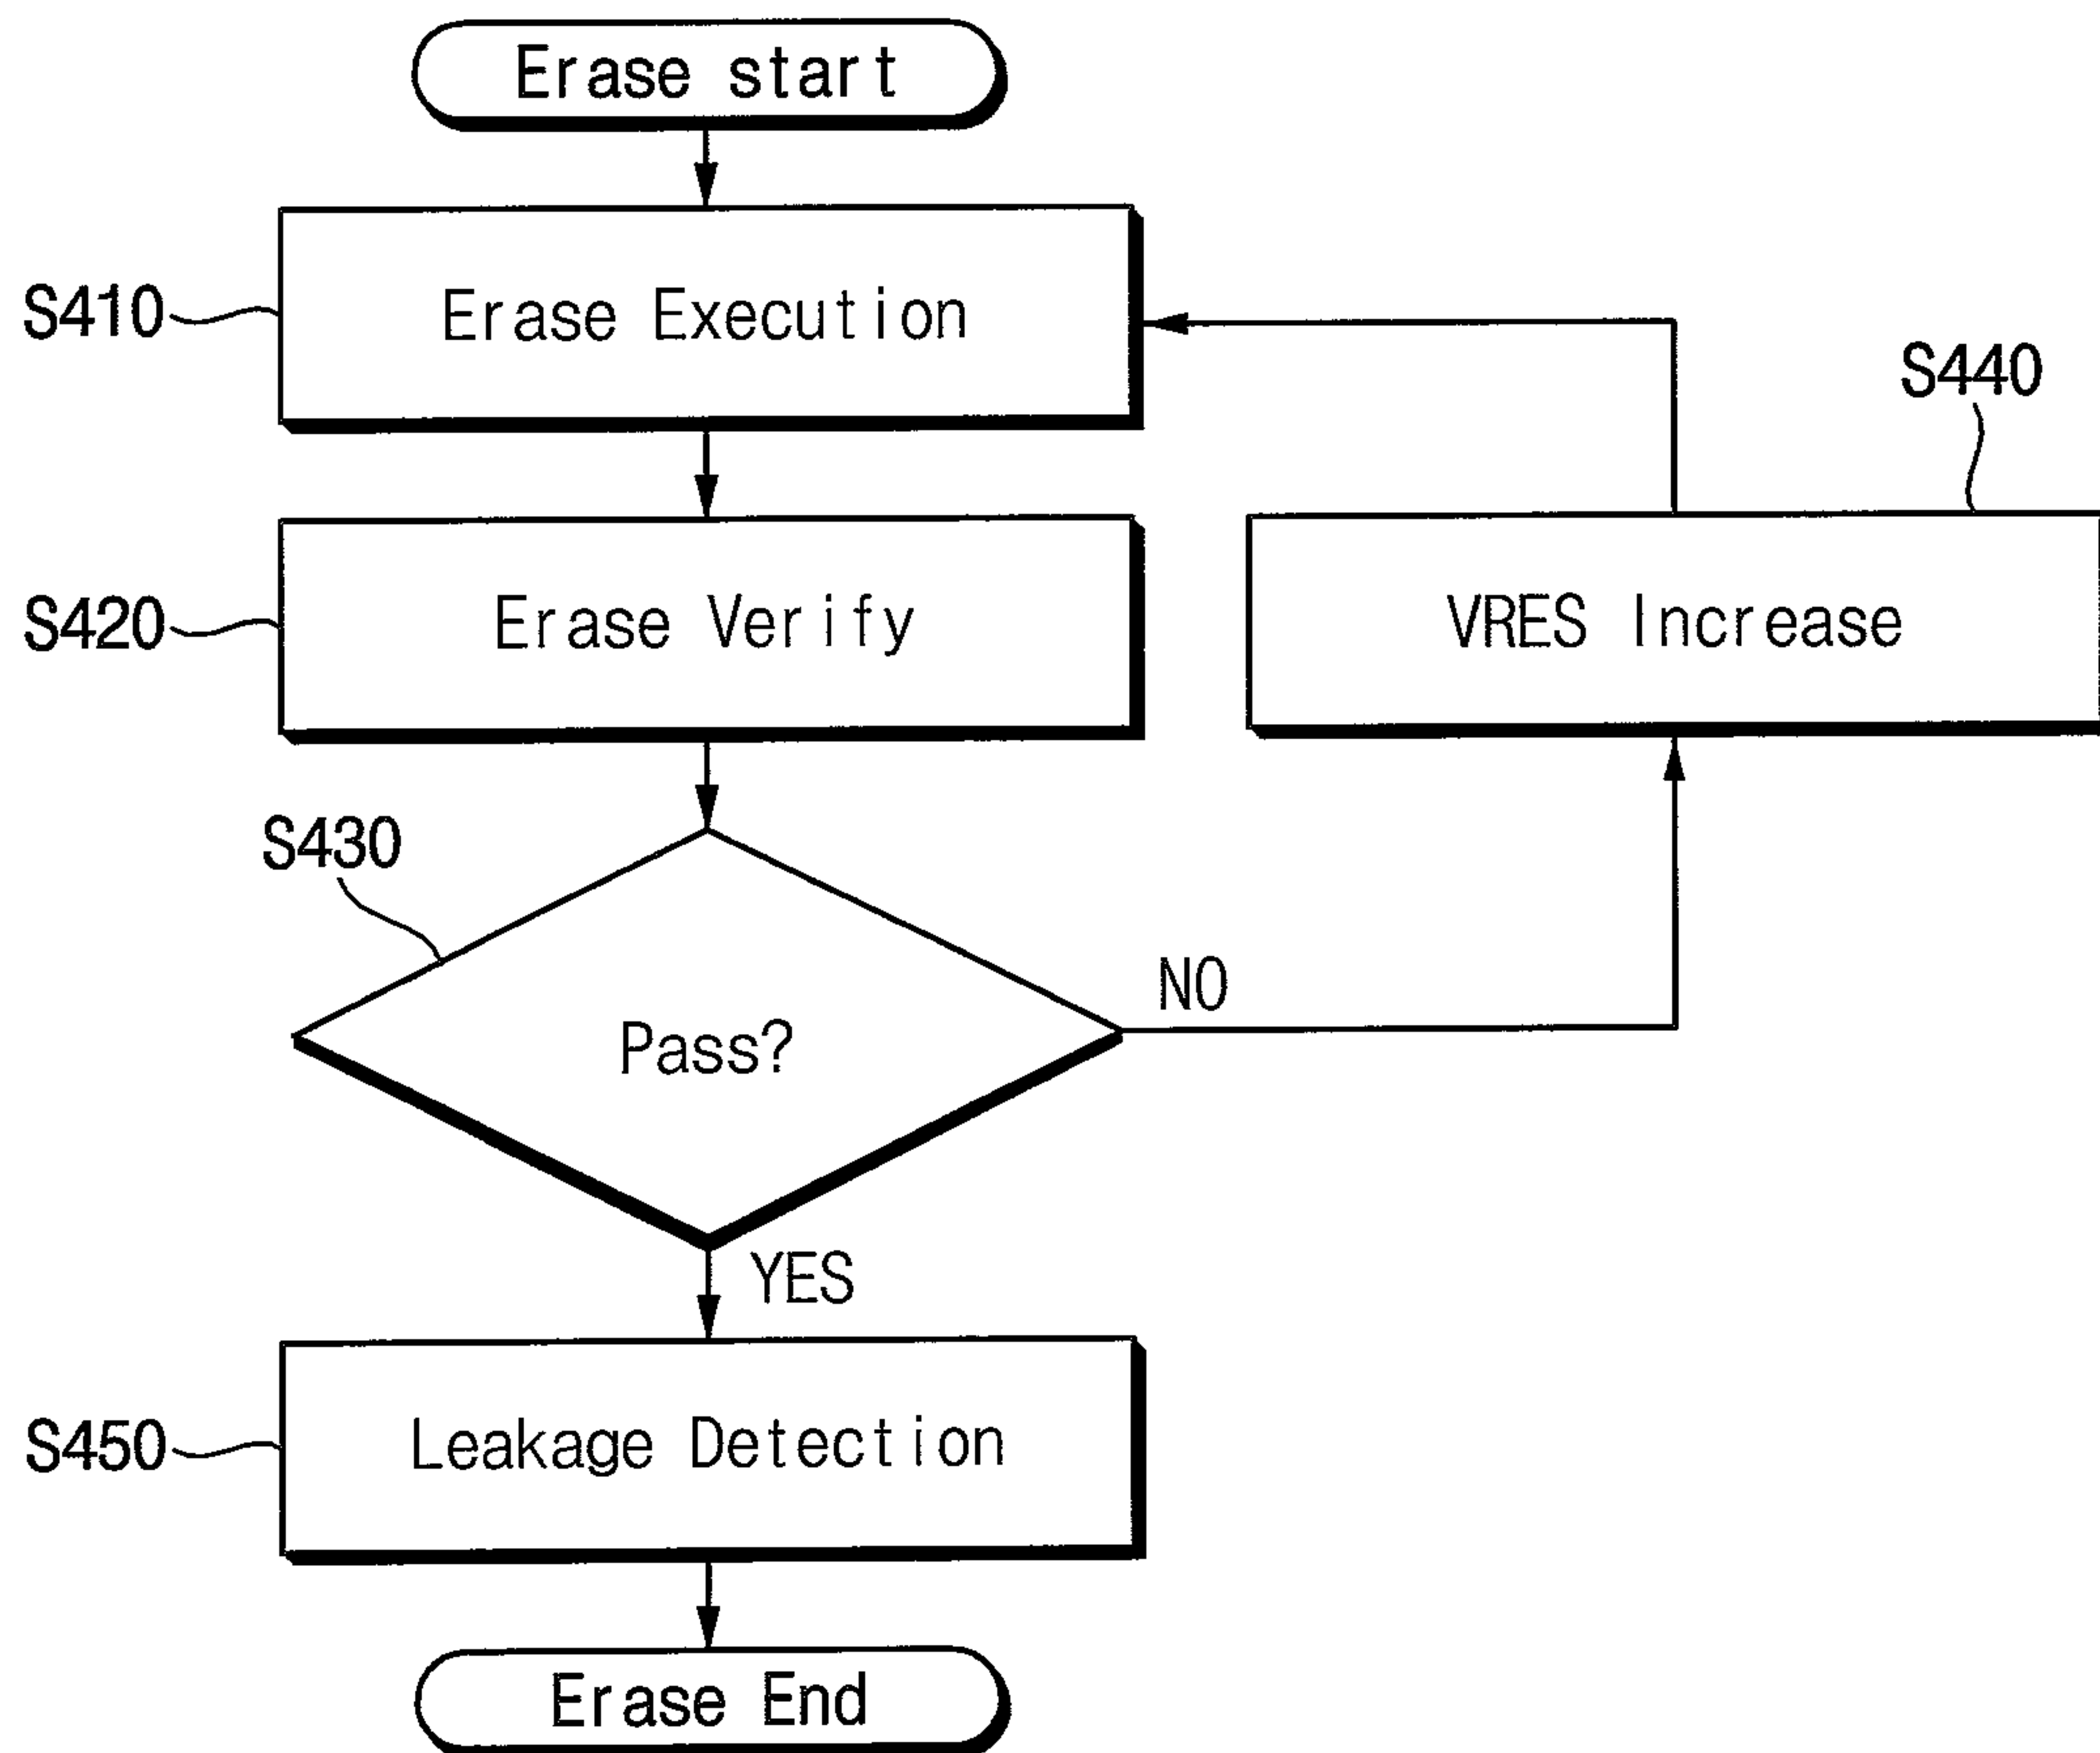 Erase start
S410
Erase Execution
S440
S420
Erase Verify
VRES Increase
S430
Pass?
NO
YES
S450
Leakage Detection
Erase End